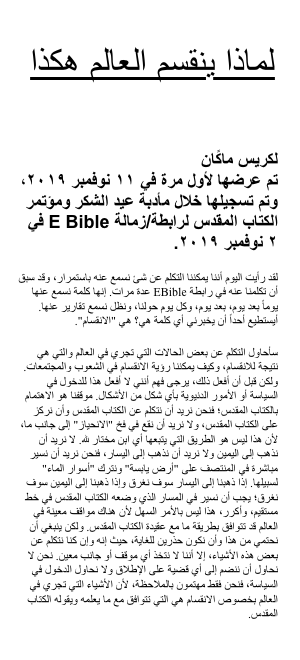 لماذا ينقسم العالم هكذا
لكريس ماكّان
تم عرضها لأول مرة في ١١ نوفمبر ٢٠١٩،
وتم تسجيلها خلال مأدبة عيد الشكر ومؤتمر
الكتاب المقدس لرابطة/زمالة E Bible في
٢ نوفمبر ٢٠١٩.
لقد رأيت اليوم أننا يمكننا التكلم عن شئ نسمع عنه باستمرار، وقد سبق
أن تكلمنا عنه في رابطة EBible عدة مرات. إنها كلمة نسمع عنها
يوماً بعد يوم، بعد يوم، وكل يوم حولنا، ونظل نسمع تقارير عنها.
أيستطيع أحداً أن يخبرني أي كلمة هي؟ هي "الانقسام".
سأحاول التكلم عن بعض الحالات التي تجري في العالم والتي هي
نتيجة للانقسام، وكيف يمكننا رؤية الانقسام في الشعوب والمجتمعات.
ولكن قبل أن أفعل ذلك، يرجى فهم أنني لا أفعل هذا للدخول في
السياسة أو الأمور الدنيوية بأي شكل من الأشكال. موقفنا هو الاهتمام
بالكتاب المقدس؛ فنحن نريد أن نتكلم عن الكتاب المقدس وأن نركز
على الكتاب المقدس، ولا نريد أن نقع في فخ "الانحياز" إلى جانب ما،
لأن هذا ليس هو الطريق التي يتبعها أي ابن مختار لله. لا نريد أن
نذهب إلى اليمين ولا نريد أن نذهب إلى اليسار، فنحن نريد أن نسير
مباشرة في المنتصف على "أرض يابسة" ونترك "أسوار الماء"
لسبيلها. إذا ذهبنا إلى اليسار سوف نغرق وإذا ذهبنا إلى اليمين سوف
نغرق؛ يجب أن نسير في المسار الذي وضعه الكتاب المقدس في خط
مستقيم، وأكرر، هذا ليس بالأمر السهل لأن هناك مواقف معينة في
العالم قد تتوافق بطريقة ما مع عقيدة الكتاب المقدس. ولكن ينبغي أن
نحتمي من هذا وأن نكون حذرين للغاية، حيث إنه وإن كنا نتكلم عن
بعض هذه الأشياء، إلا أننا لا نتخذ أي موقف أو جانب معين. نحن لا
نحاول أن ننضم إلى أي قضية على الإطلاق ولا نحاول الدخول في
السياسة، فنحن فقط مهتمون بالملاحظة، لأن الأشياء التي تجري في
العالم بخصوص الانقسام هي التي تتوافق مع ما يعلمه ويقوله الكتاب
المقدس.